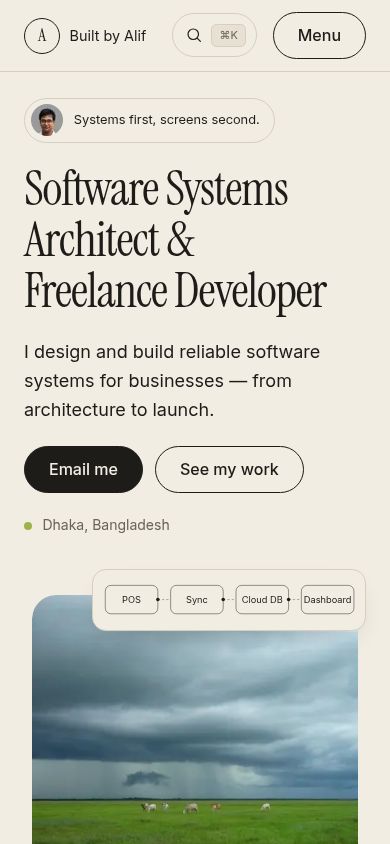 A
Built by Alif
⌘K
Menu
Systems first, screens second.
Software Systems
Architect &
Freelance Developer
I design and build reliable software
systems for businesses — from
architecture to launch.
Email me
See my work
Dhaka, Bangladesh
POS
Sync
Cloud DB
Dashboard